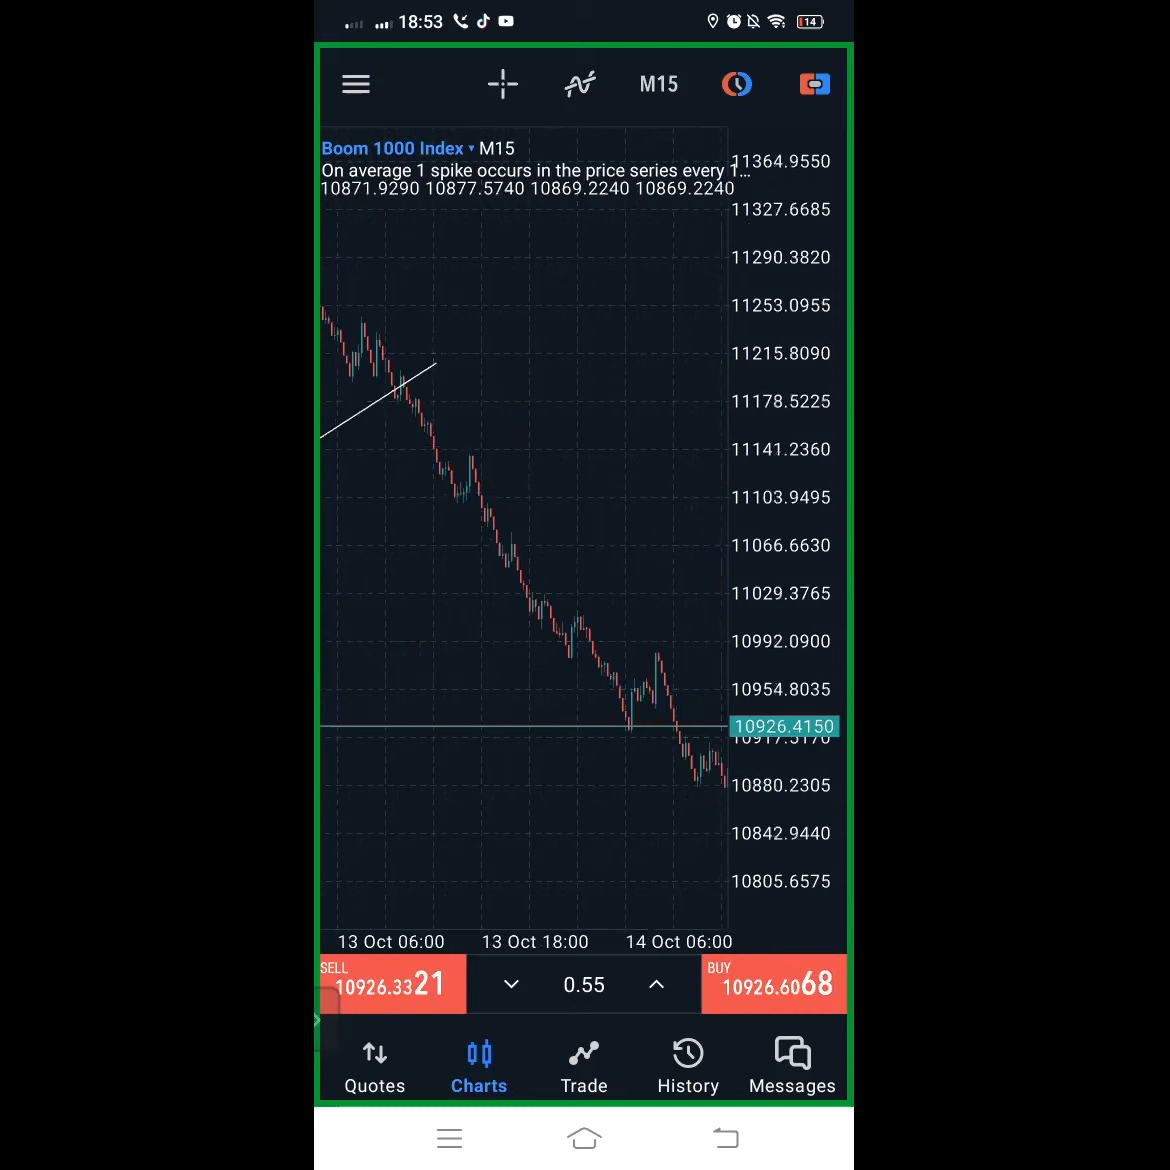 18:53 14
M15
Boom 1000 Index ▾ M15
On average 1 spike occurs in the price series every 1…
10871.9290 10877.5740 10869.2240 10869.2240
11364.9550
11327.6685
11290.3820
11253.0955
11215.8090
11178.5225
11141.2360
11103.9495
11066.6630
11029.3765
10992.0900
10954.8035
10926.4150
10917.5170
10880.2305
10842.9440
10805.6575
13 Oct 06:00 13 Oct 18:00 14 Oct 06:00
SELL BUY
10926.3321 0.55 10926.6068
Quotes Charts Trade History Messages